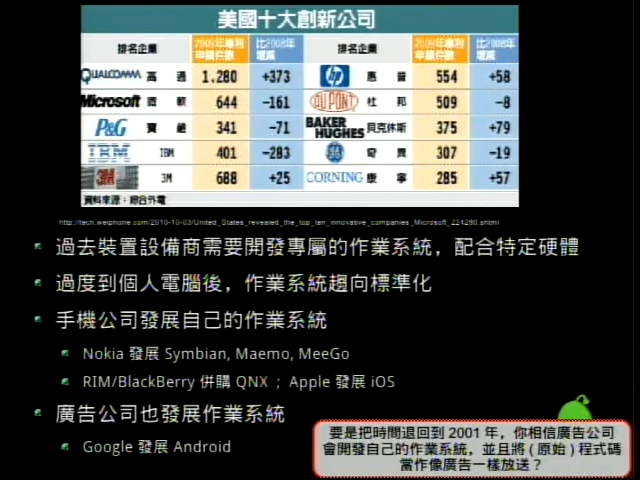 美國十大創新公司
排名企業 2009年專利申請件數 比2008年增減 排名企業 2009年專利申請件數 比2008年增減
QUALCOMM 高通 1,280 +373 hp 惠普 554 +58
Microsoft 微軟 644 -161 DUPONT 杜邦 509 -8
P&G 寶鹼 341 -71 BAKER HUGHES 貝克休斯 375 +79
IBM IBM 401 -283 GE 奇異 307 -19
3M 3M 688 +25 CORNING 康寧 285 +57
資料來源：綜合外電
http://tech.weiphone.com/2010-10-03/United_States_revealed_the_top_ten_innovative_companies_Microsoft_224290.shtml
過去裝置設備商需要開發專屬的作業系統，配合特定硬體
過度到個人電腦後，作業系統趨向標準化
手機公司發展自己的作業系統
Nokia 發展 Symbian, Maemo, MeeGo
RIM/BlackBerry 併購 QNX ；Apple 發展 iOS
廣告公司也發展作業系統
Google 發展 Android
要是把時間退回到 2001 年，你相信廣告公司
會開發自己的作業系統，並且將 ( 原始 ) 程式碼
當作像廣告一樣放送？